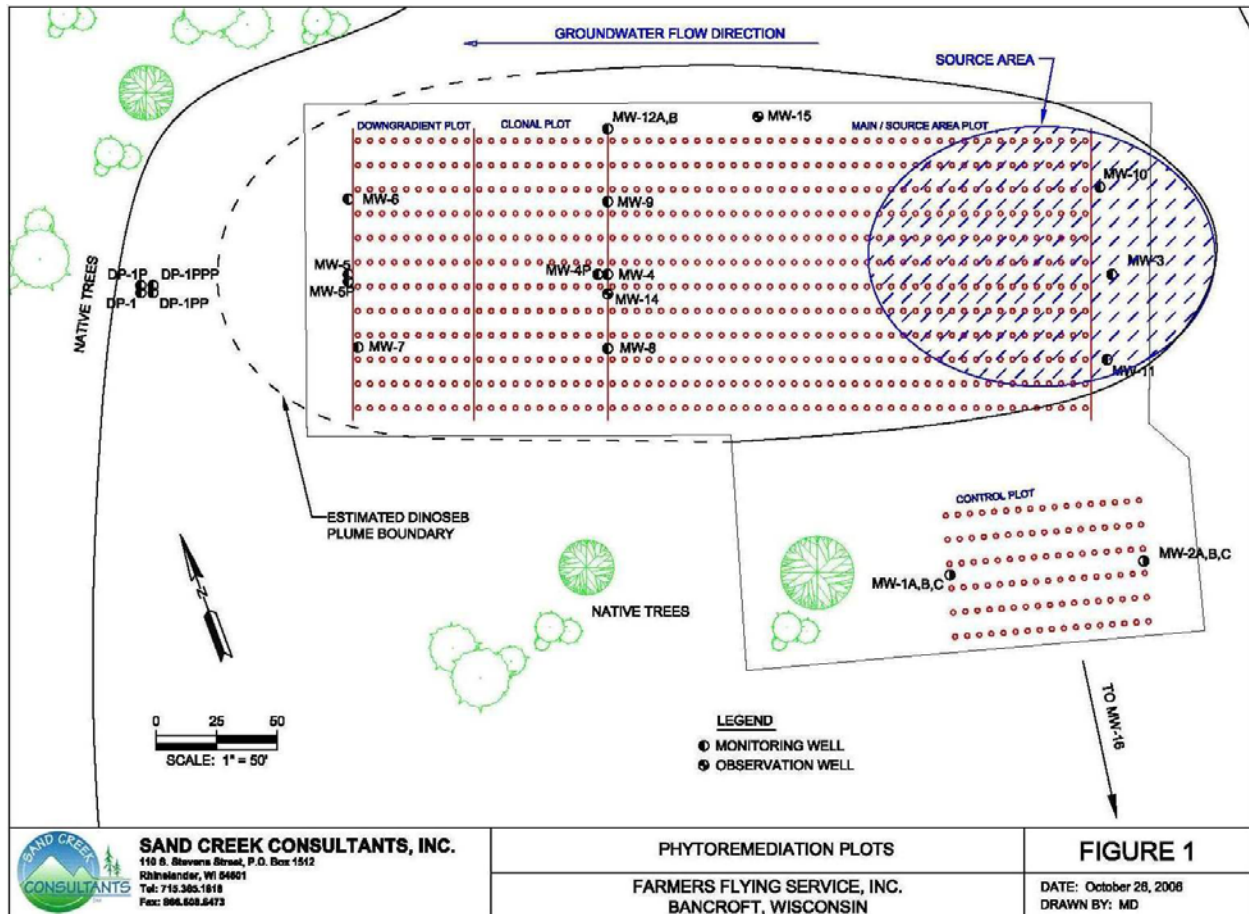 GROUNDWATER FLOW DIRECTION
SOURCE AREA
DOWNGRADIENT PLOT
CLONAL PLOT
MW-12A,B
MW-15
MAIN / SOURCE AREA PLOT
MW-10
MW-6
MW-9
MW-5
MW-4P
MW-4
MW-3
DP-1P
DP-1PPP
MW-5P
MW-14
DP-1
DP-1PP
NATIVE TREES
MW-7
MW-8
MW-11
ESTIMATED DINOSEB
PLUME BOUNDARY
CONTROL PLOT
MW-1A,B,C
MW-2A,B,C
NATIVE TREES
N
TO MW-16
0 25 50
SCALE: 1" = 50'
LEGEND
MONITORING WELL
OBSERVATION WELL
SAND CREEK
CONSULTANTS
SAND CREEK CONSULTANTS, INC.
110 S. Stevens Street, P.O. Box 1512
Rhinelander, WI 54501
Tel: 715.365.1818
Fax: 866.608.8473
PHYTOREMEDIATION PLOTS
FARMERS FLYING SERVICE, INC.
BANCROFT, WISCONSIN
FIGURE 1
DATE: October 26, 2006
DRAWN BY: MD